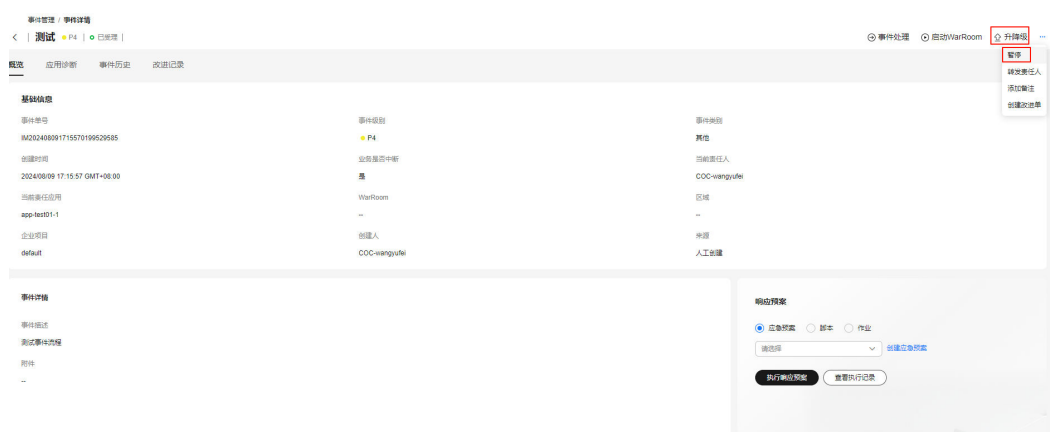 事件管理 / 事件详情
测试 P4 已受理
事件处理 启动WarRoom 升降级 ...
暂停
转发责任人
添加备注
创建改进单
概览 应用诊断 事件历史 改进记录
基础信息
事件单号 事件级别 事件类别
IM20240809171557019952​9585 P4 其他
创建时间 业务是否中断 当前责任人
2024/08/09 17:15:57 GMT+08:00 是 COC-wangyufei
当前责任应用 WarRoom 区域
app-test01-1 -- --
企业项目 创建人 来源
default COC-wangyufei 人工创建
事件详情
响应预案
事件描述
应急预案 脚本 作业
测试事件流程
请选择 创建应急预案
附件
--
执行响应预案 查看执行记录